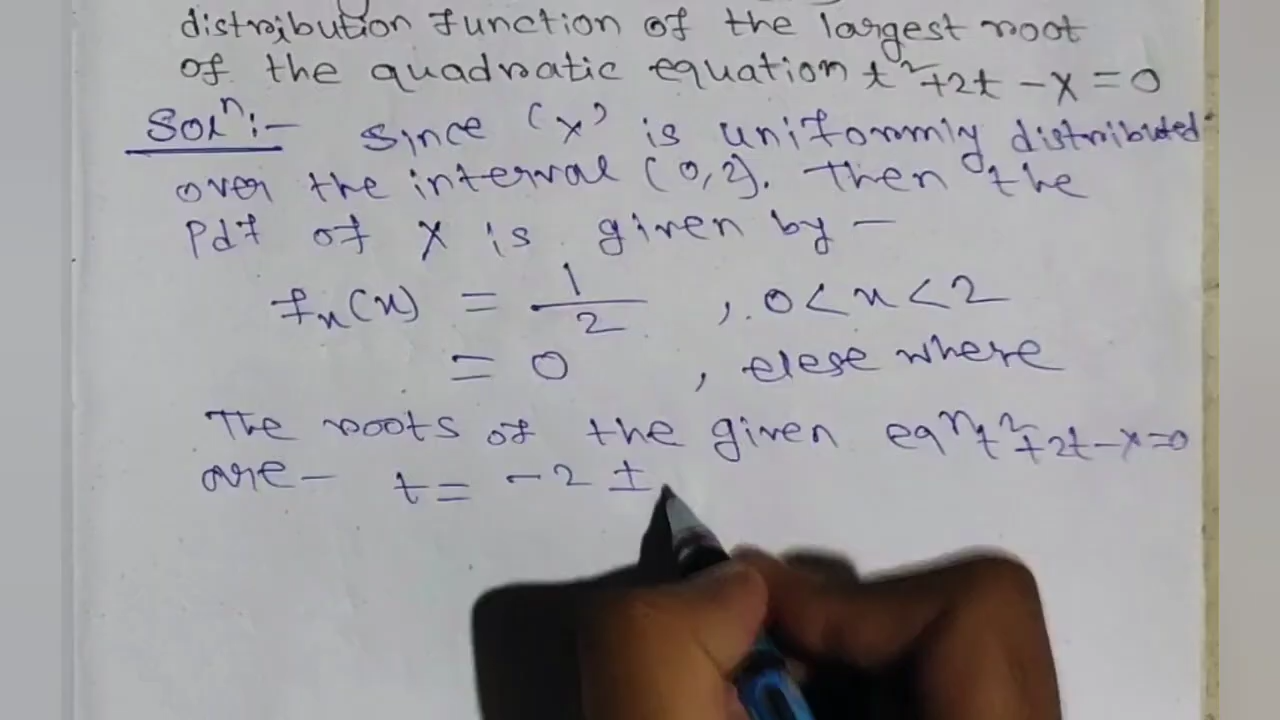 distribution function of the largest root
of the quadratic equation t²+2t-x=0
Solⁿ:- Since 'x' is uniformly distributed
over the interval (0,2). Then the
Pdf of X is given by -
fₓ(x) = 1/2 , 0<x<2
= 0 , elese where
The roots of the given eqⁿ t²+2t-x=0
are- t= -2 ±